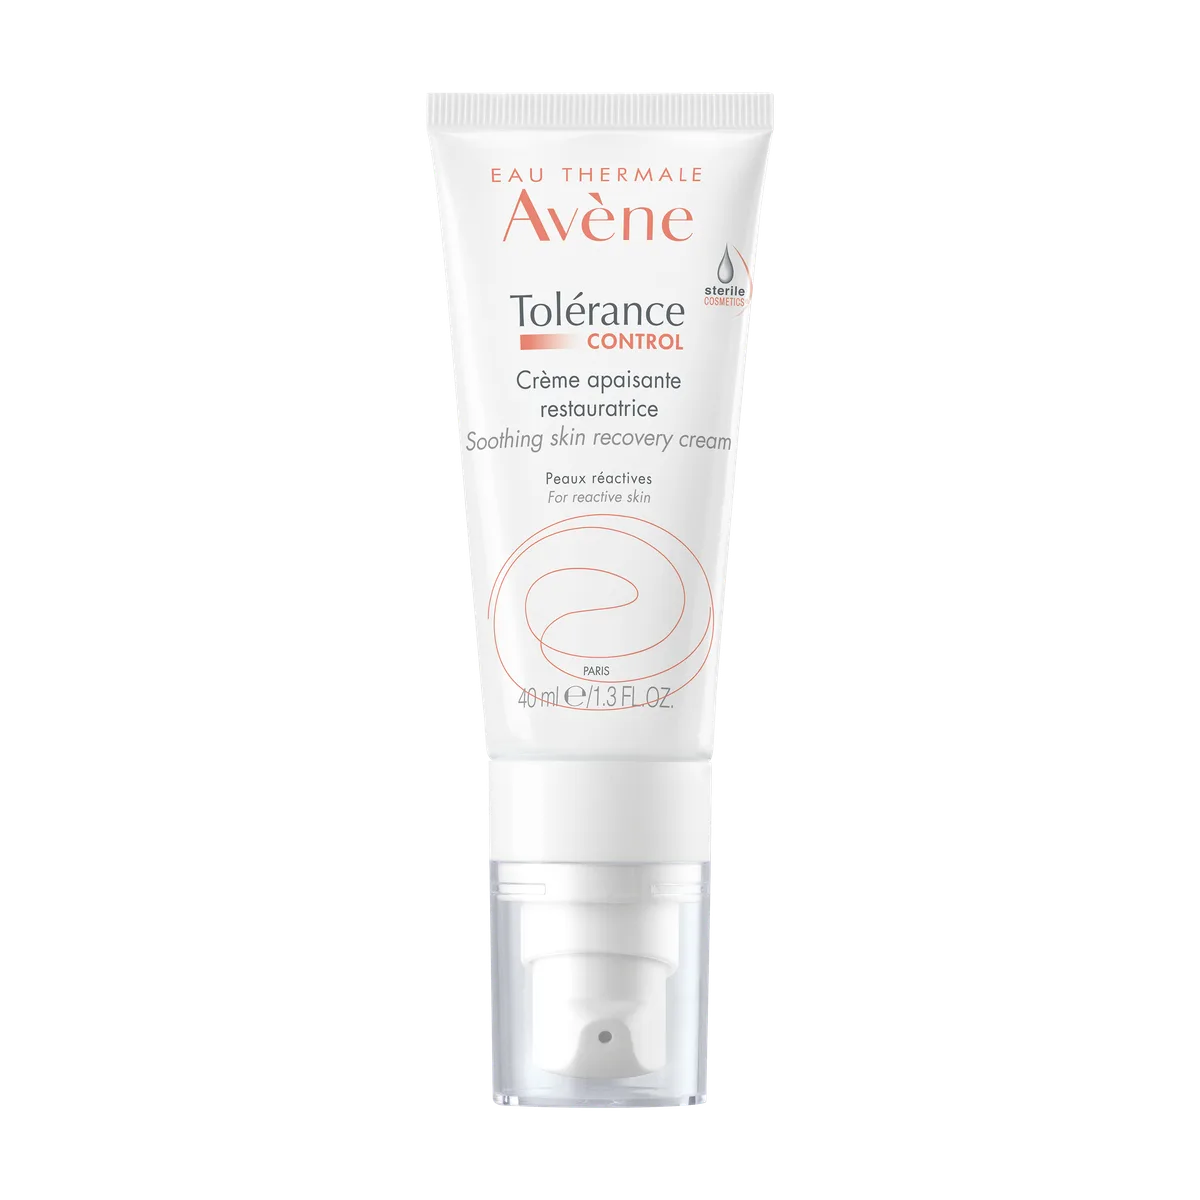 EAU THERMALE
Avène
sterile
COSMETICS
Tolérance
CONTROL
Crème apaisante
restauratrice
Soothing skin recovery cream
Peaux réactives
For reactive skin
PARIS
40 ml ℮/1.3 FL.OZ.